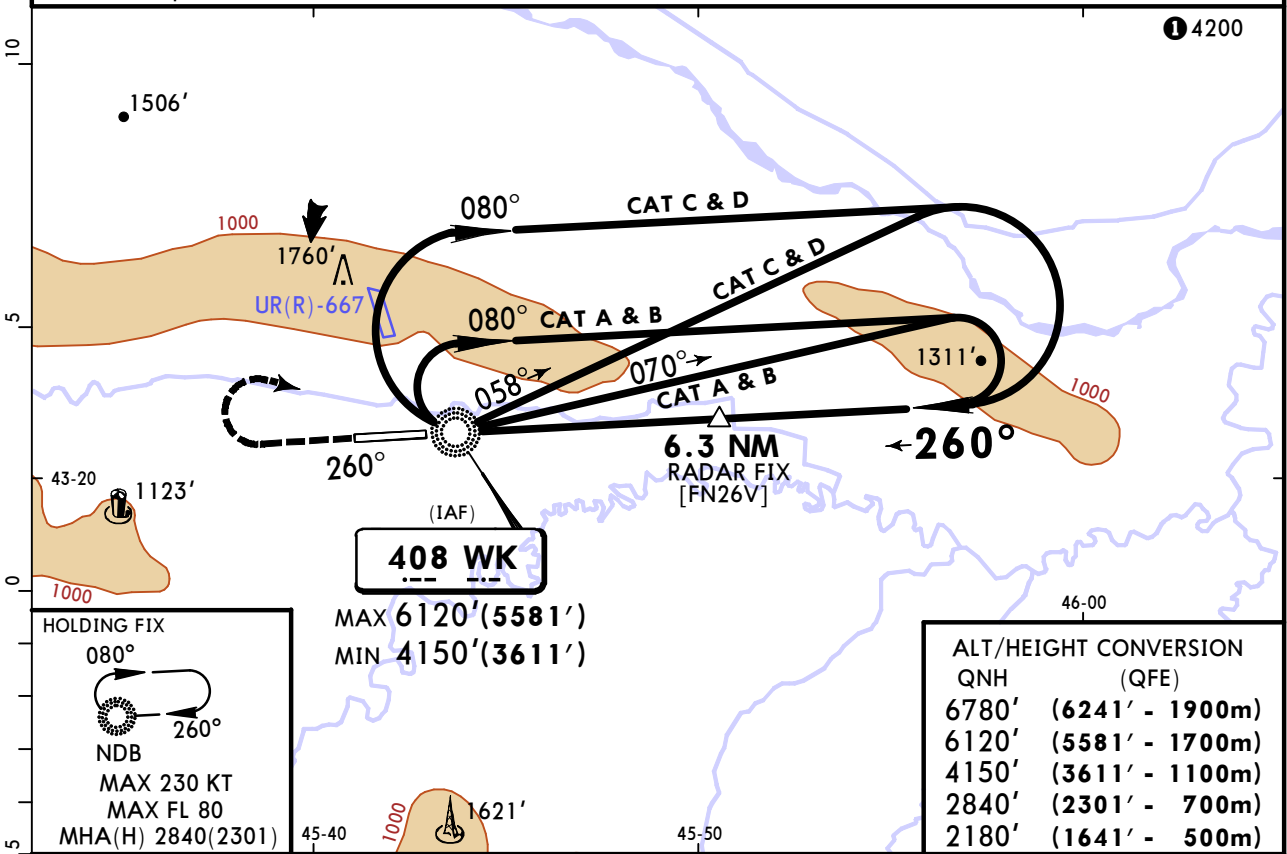 10
❶ 4200
1506′
080°
CAT C & D
1000
1760′
CAT C & D
UR(R)-667
5
080°
CAT A & B
058°
070°
1311′
CAT A & B
1000
260°
6.3 NM
RADAR FIX
[FN26V]
260°
43-20
1123′
(IAF)
408 WK
0
1000
MAX 6120′(5581′)
MIN 4150′(3611′)
46-00
HOLDING FIX
080°
260°
NDB
MAX 230 KT
MAX FL 80
MHA(H) 2840(2301)
ALT/HEIGHT CONVERSION
QNH (QFE)
6780′ (6241′ - 1900m)
6120′ (5581′ - 1700m)
4150′ (3611′ - 1100m)
2840′ (2301′ - 700m)
2180′ (1641′ - 500m)
1000
1621′
45-40
45-50
5